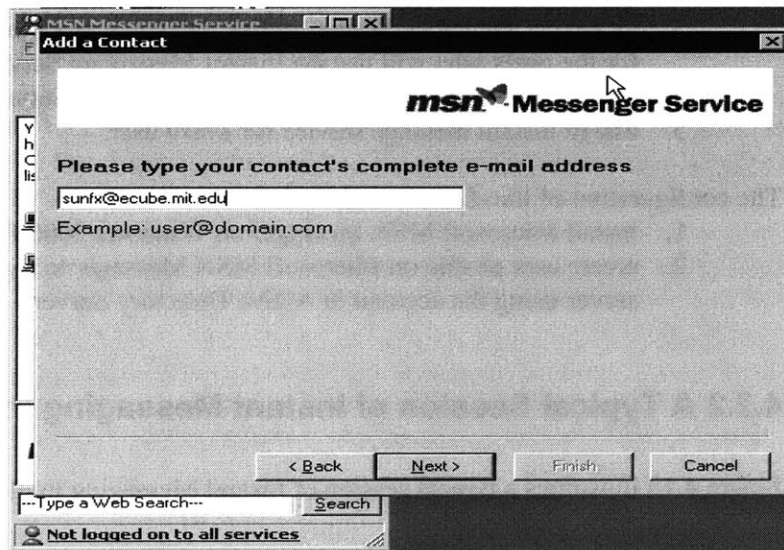 MSN Messenger Service
Add a Contact
msn Messenger Service
Please type your contact's complete e-mail address
sunfx@ecube.mit.edu
Example: user@domain.com
< Back
Next >
Finish
Cancel
---Type a Web Search---
Search
Not logged on to all services